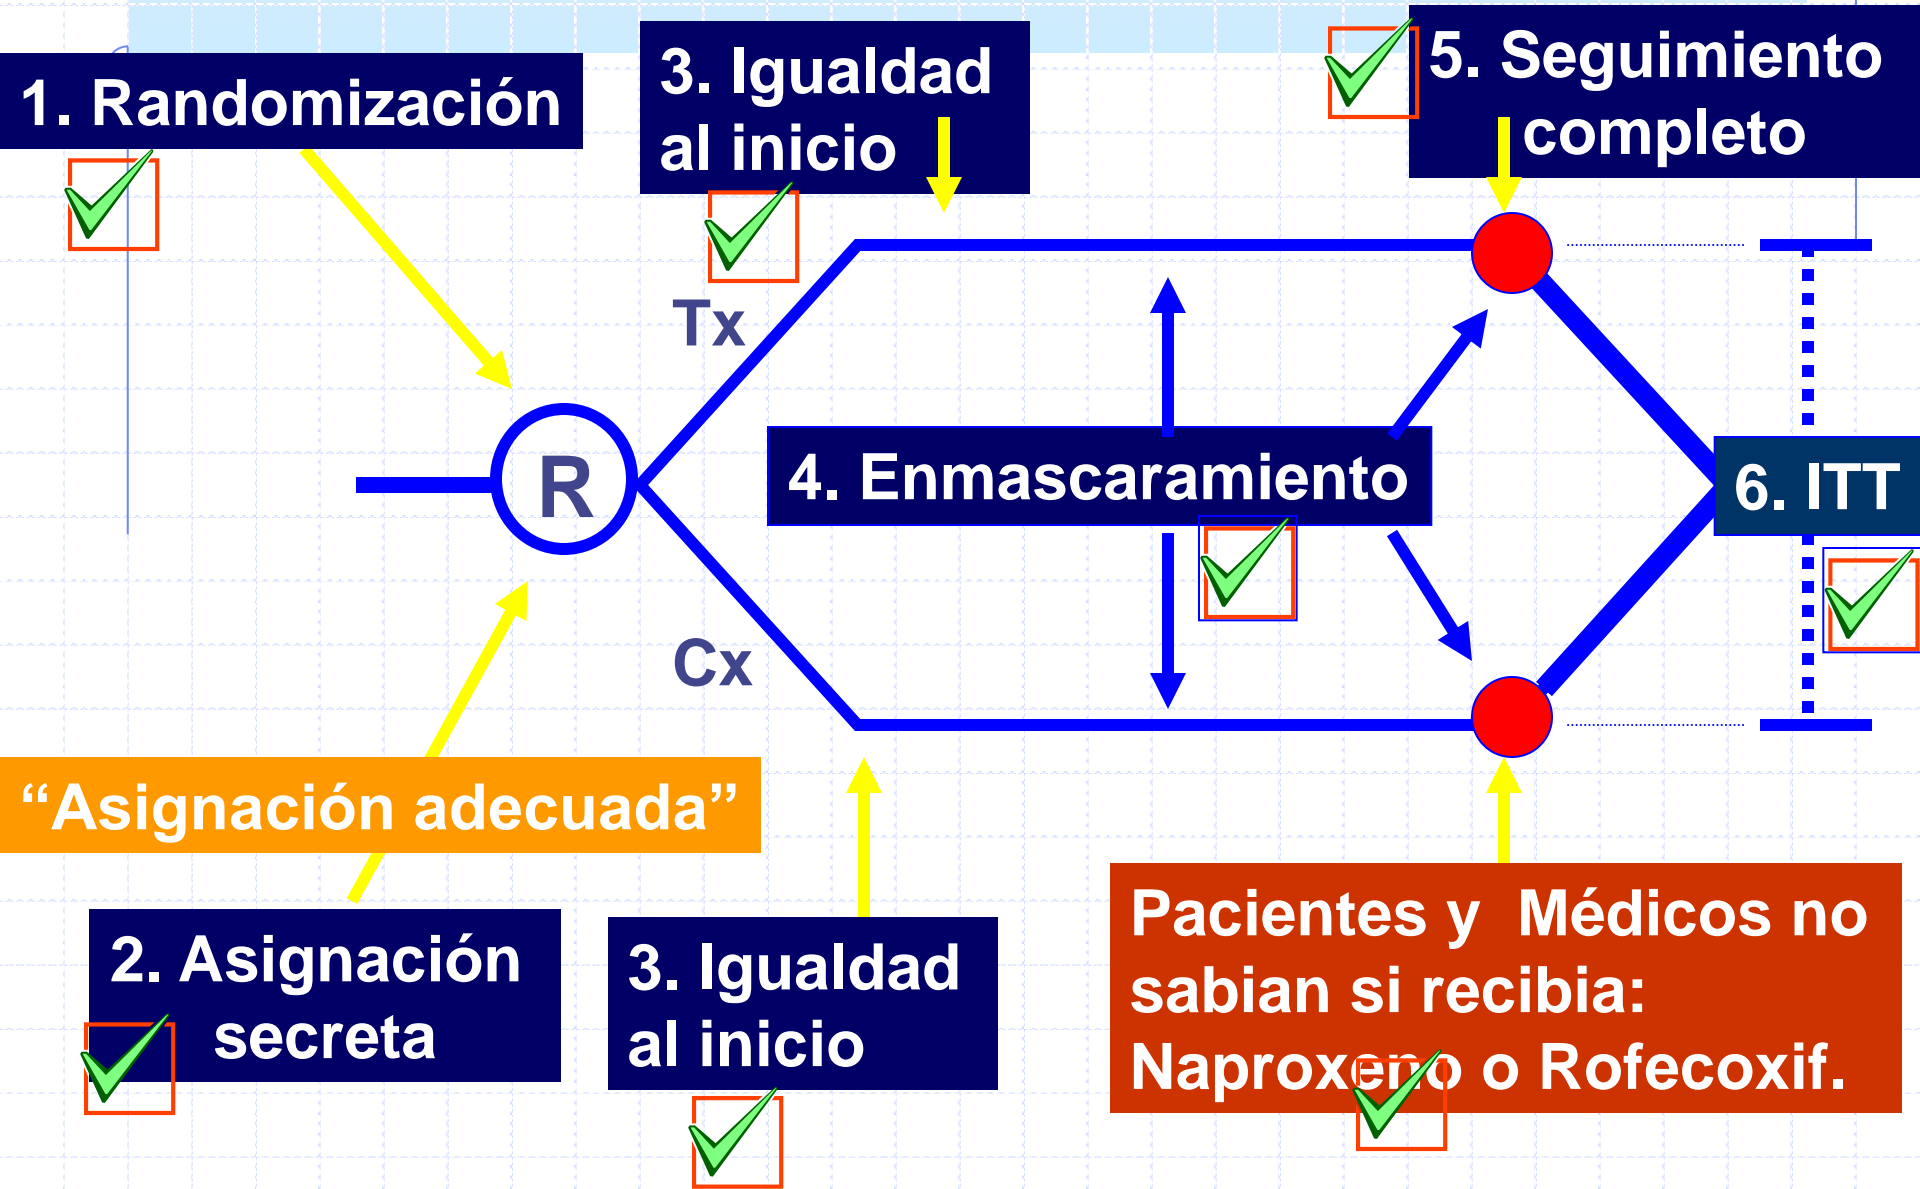 1. Randomización
3. Igualdad
al inicio
5. Seguimiento
completo
Tx
R
4. Enmascaramiento
6. ITT
Cx
“Asignación adecuada”
2. Asignación
secreta
3. Igualdad
al inicio
Pacientes y Médicos no
sabian si recibia:
Naproxeno o Rofecoxif.